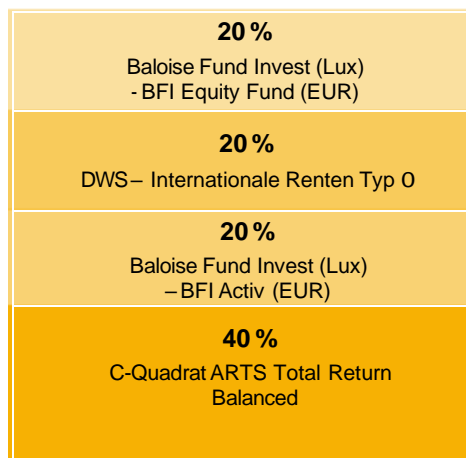 20 %
Baloise Fund Invest (Lux)
- BFI Equity Fund (EUR)
20 %
DWS – Internationale Renten Typ O
20 %
Baloise Fund Invest (Lux)
– BFI Activ (EUR)
40 %
C-Quadrat ARTS Total Return
Balanced